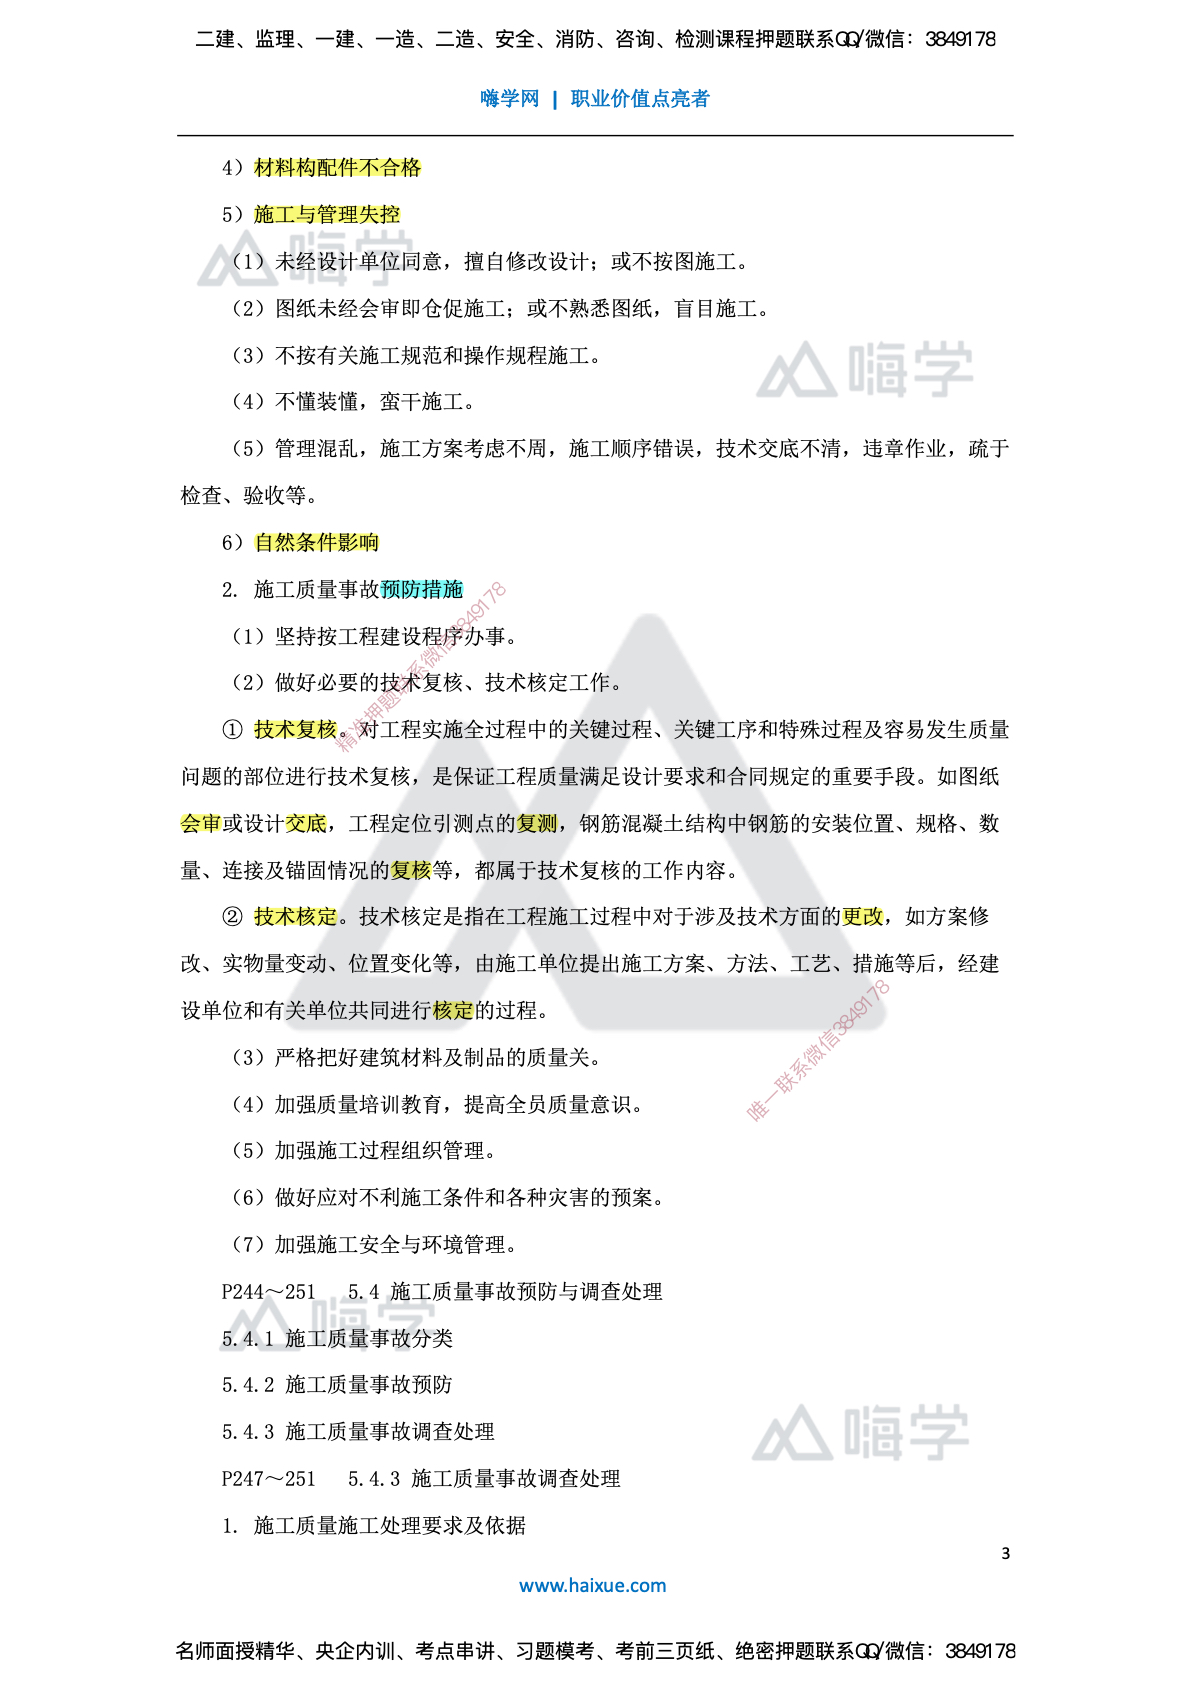 二建、监理、一建、一造、二造、安全、消防、咨询、检测课程押题联系QQ/微信：3849178
嗨学网 | 职业价值点亮者
4）材料构配件不合格
5）施工与管理失控
嗨学
（1）未经设计单位同意，擅自修改设计；或不按图施工。
（2）图纸未经会审即仓促施工；或不熟悉图纸，盲目施工。
（3）不按有关施工规范和操作规程施工。
嗨学
（4）不懂装懂，蛮干施工。
（5）管理混乱，施工方案考虑不周，施工顺序错误，技术交底不清，违章作业，疏于
检查、验收等。
6）自然条件影响
2. 施工质量事故预防措施
（1）坚持按工程建设程序办事。
精准押题联系微信3849178
（2）做好必要的技术复核、技术核定工作。
① 技术复核。对工程实施全过程中的关键过程、关键工序和特殊过程及容易发生质量
问题的部位进行技术复核，是保证工程质量满足设计要求和合同规定的重要手段。如图纸
会审或设计交底，工程定位引测点的复测，钢筋混凝土结构中钢筋的安装位置、规格、数
量、连接及锚固情况的复核等，都属于技术复核的工作内容。
② 技术核定。技术核定是指在工程施工过程中对于涉及技术方面的更改，如方案修
改、实物量变动、位置变化等，由施工单位提出施工方案、方法、工艺、措施等后，经建
设单位和有关单位共同进行核定的过程。
（3）严格把好建筑材料及制品的质量关。
唯一联系微信3849178
（4）加强质量培训教育，提高全员质量意识。
（5）加强施工过程组织管理。
（6）做好应对不利施工条件和各种灾害的预案。
（7）加强施工安全与环境管理。
P244～251 5.4 施工质量事故预防与调查处理
嗨学
5.4.1 施工质量事故分类
5.4.2 施工质量事故预防
5.4.3 施工质量事故调查处理
嗨学
P247～251 5.4.3 施工质量事故调查处理
1. 施工质量施工处理要求及依据
3
www.haixue.com
名师面授精华、央企内训、考点串讲、习题模考、考前三页纸、绝密押题联系QQ/微信：3849178